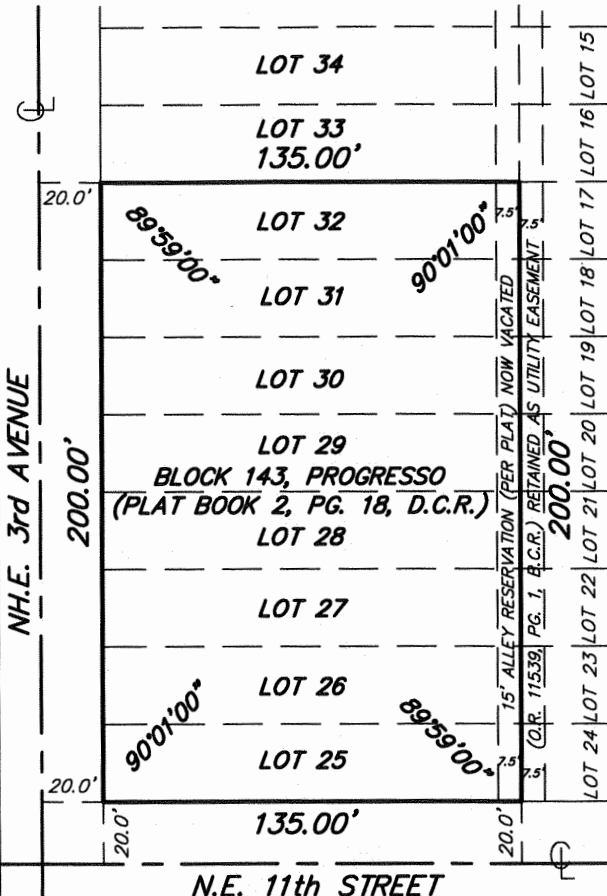 LOT 34
LOT 33
135.00'
LOT 15
LOT 16
LOT 17
LOT 18
LOT 19
LOT 20
LOT 21
LOT 22
LOT 23
LOT 24
20.0'
89°59'00"
LOT 32
90°01'00"
7.5'
7.5'
LOT 31
LOT 30
LOT 29
BLOCK 143, PROGRESSO
(PLAT BOOK 2, PG. 18, D.C.R.)
LOT 28
LOT 27
LOT 26
LOT 25
NH.E. 3rd AVENUE
200.00'
15' ALLEY RESERVATION (PER PLAT) NOW VACATED
(O.R. 11539, PG. 1, B.C.R.) RETAINED AS UTILITY EASEMENT
200.00'
90°01'00"
89°59'00"
7.5'
7.5'
20.0'
20.0'
135.00'
20.0'
N.E. 11th STREET